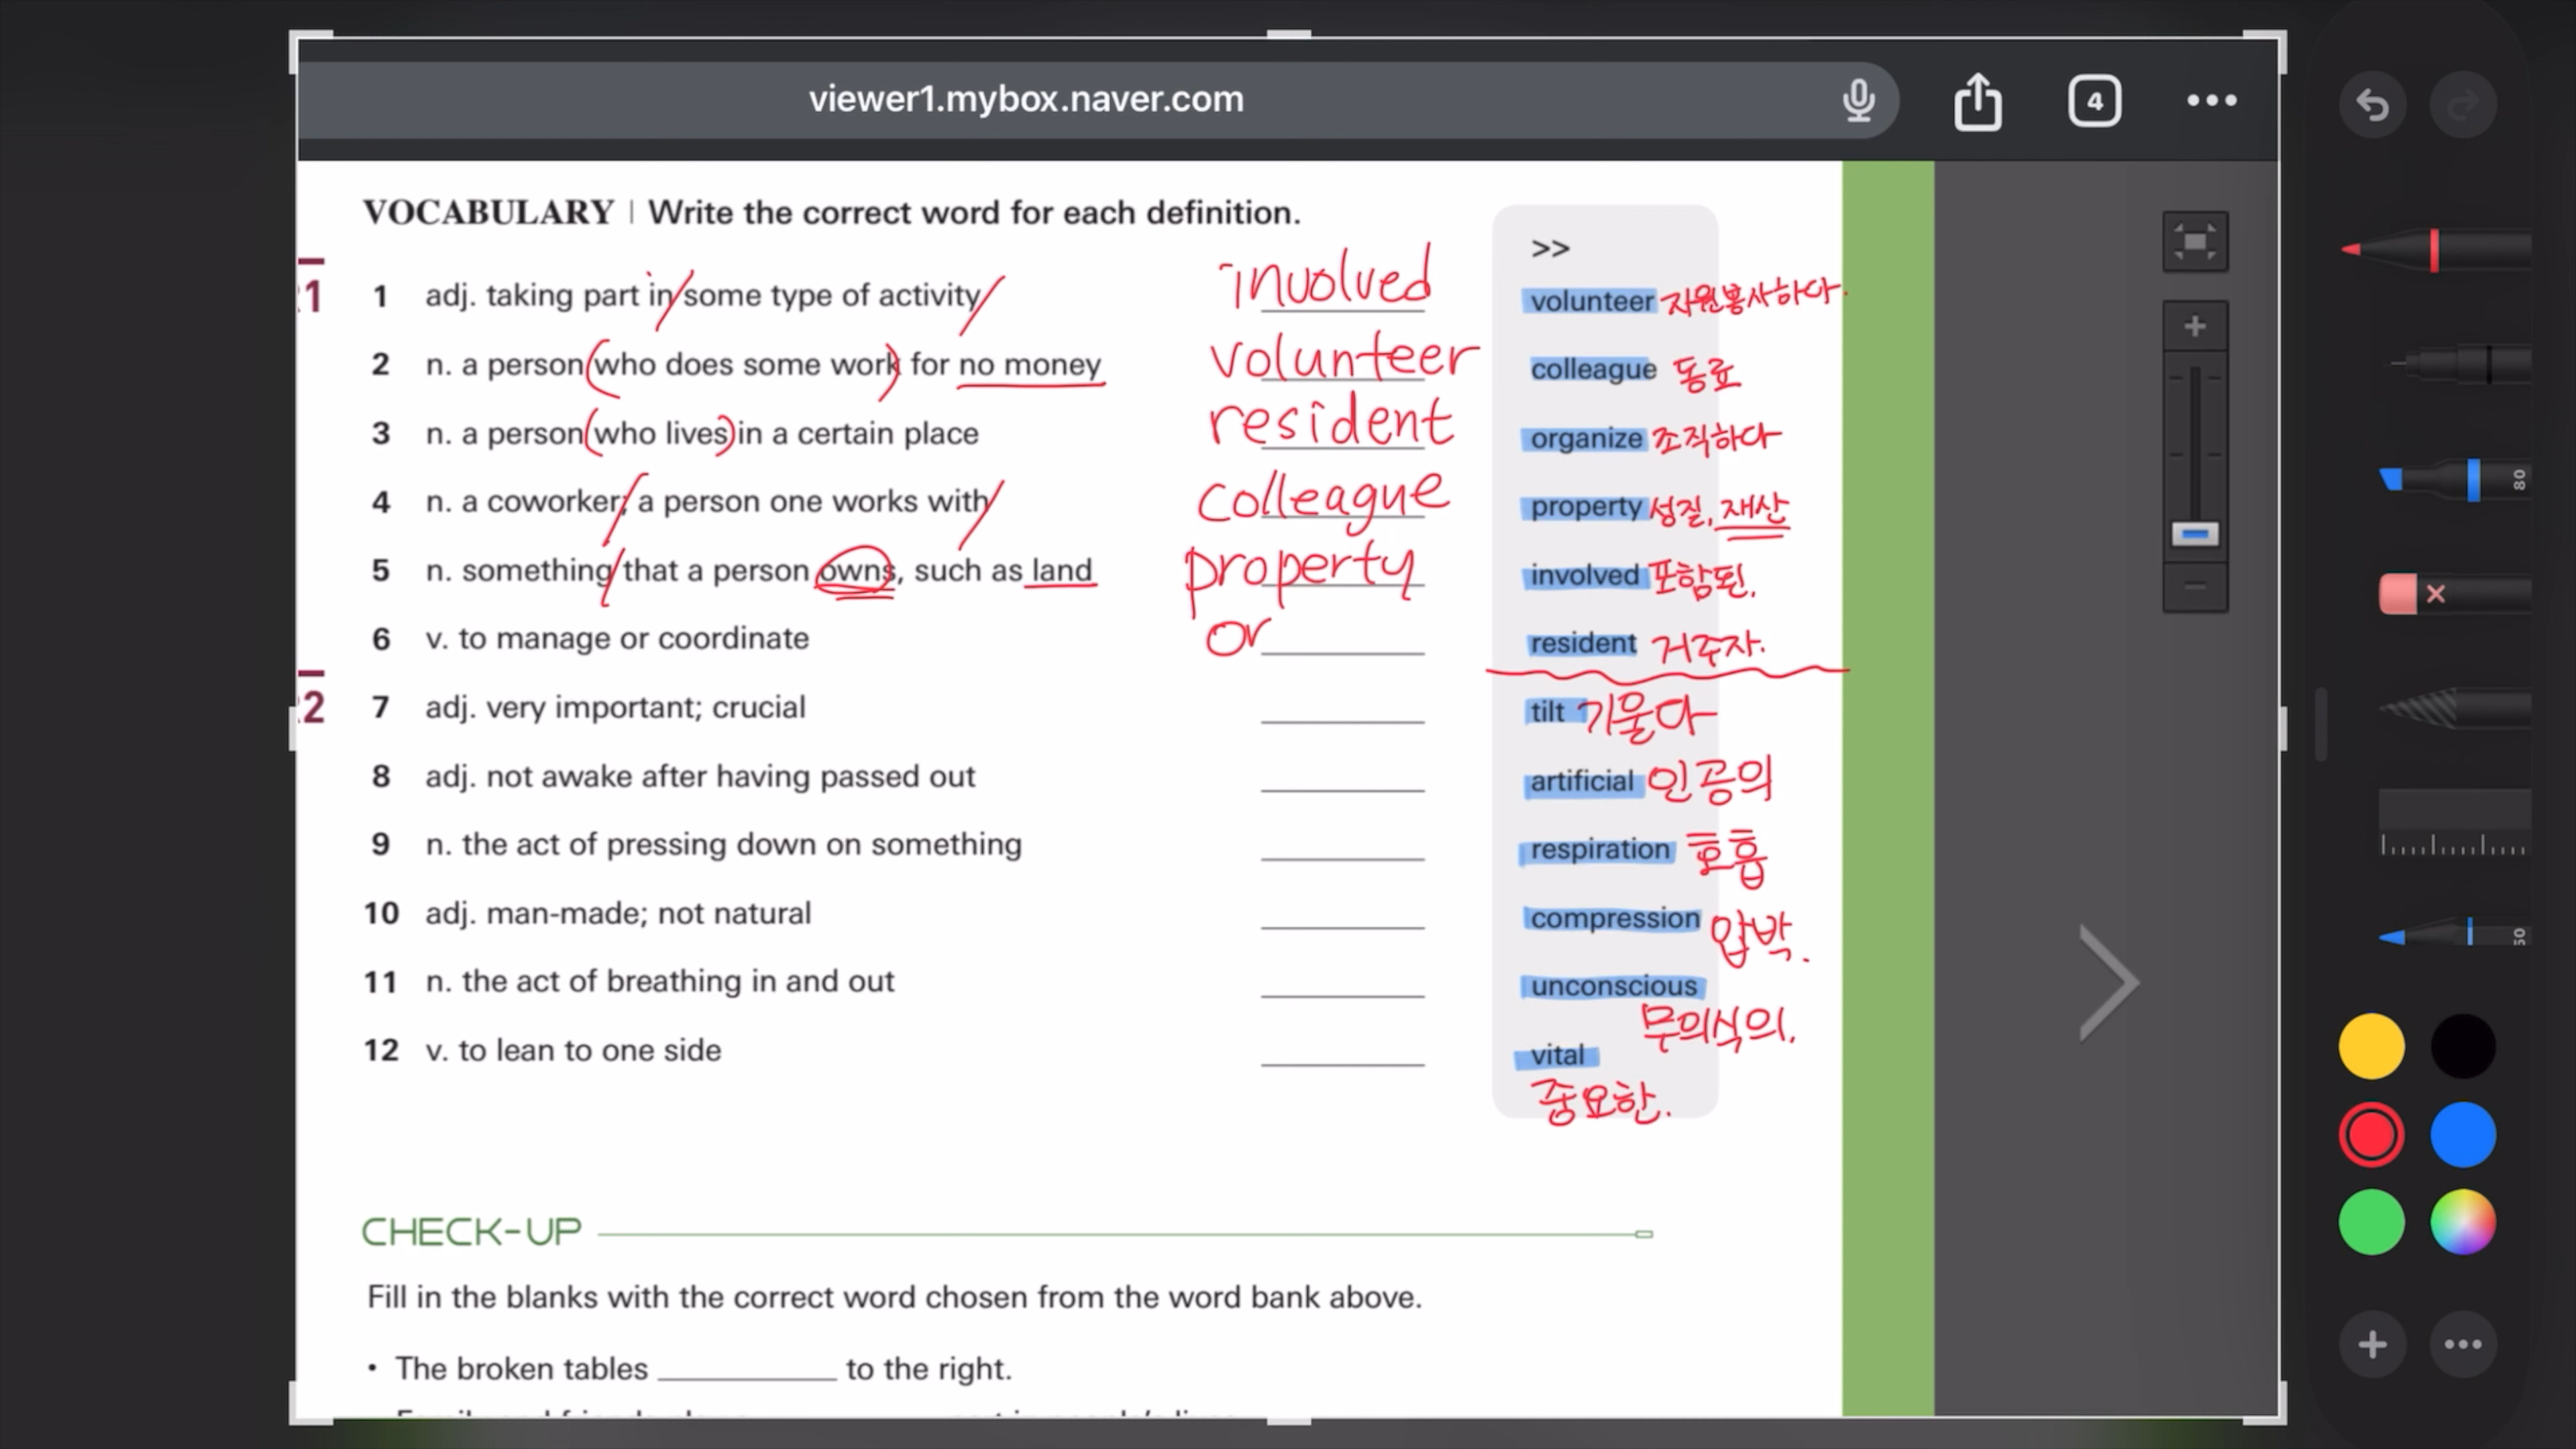 viewer1.mybox.naver.com
4
VOCABULARY | Write the correct word for each definition.
>>
1
1 adj. taking part in some type of activity involved
volunteer 자원봉사하다.
2 n. a person who does some work for no money volunteer
colleague 동료
3 n. a person who lives in a certain place resident
organize 조직하다
4 n. a coworker; a person one works with colleague
property 성질, 재산
5 n. something that a person owns, such as land property
involved 포함된.
6 v. to manage or coordinate or
resident 거주자.
2
7 adj. very important; crucial
tilt 기울다
8 adj. not awake after having passed out
artificial 인공의
9 n. the act of pressing down on something
respiration 호흡
10 adj. man-made; not natural
compression 압박.
11 n. the act of breathing in and out
unconscious
무의식의.
12 v. to lean to one side
vital
중요한.
CHECK-UP
Fill in the blanks with the correct word chosen from the word bank above.
• The broken tables ___________ to the right.
80
50